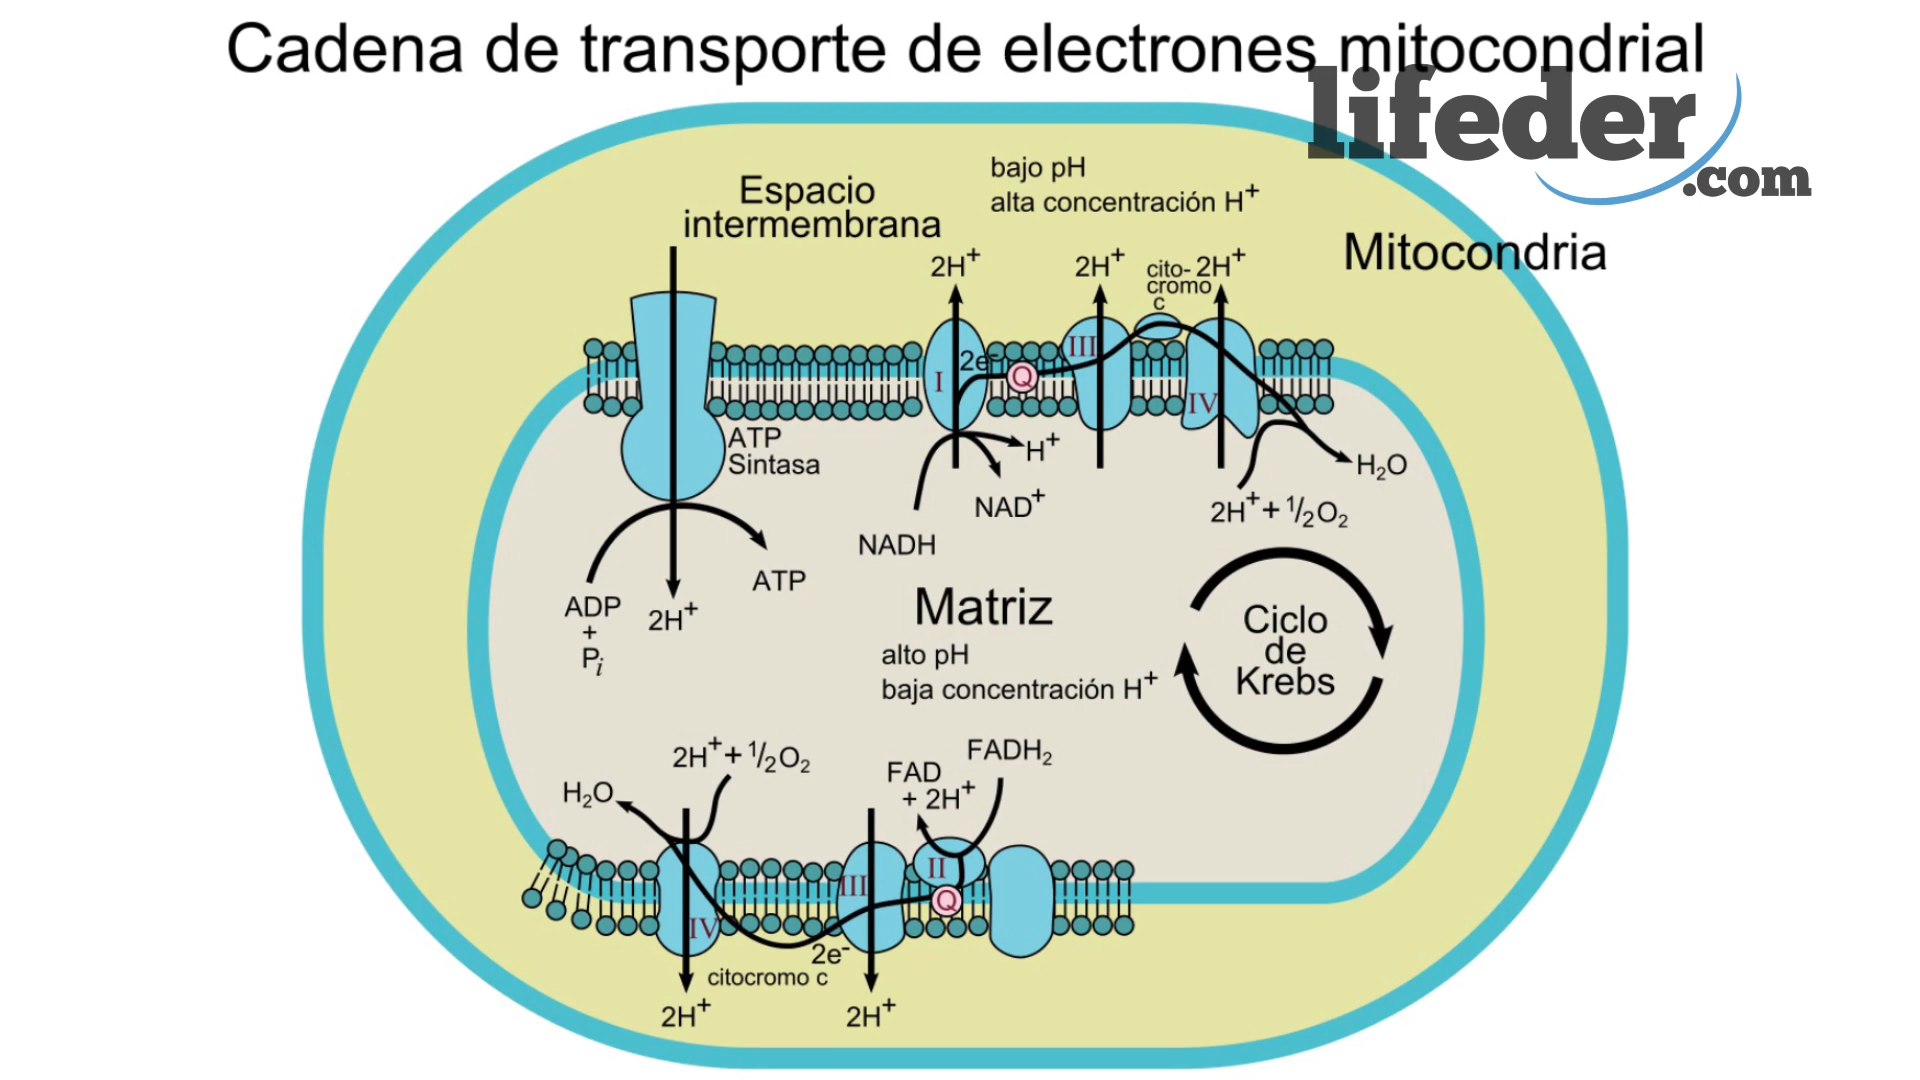 Cadena de transporte de electrones mitocondrial
lifeder
.com
Espacio
intermembrana
bajo pH
alta concentración H⁺
Mitocondria
2H⁺
2H⁺
cito-
cromo
c
2H⁺
I
2e⁻
Q
III
IV
ATP
Sintasa
H⁺
NAD⁺
NADH
H₂O
2H⁺ + ½O₂
ADP
+
Pi
2H⁺
ATP
Matriz
alto pH
baja concentración H⁺
Ciclo
de
Krebs
2H⁺ + ½O₂
H₂O
FAD
+ 2H⁺
FADH₂
IV
III
II
Q
2e⁻
citocromo c
2H⁺
2H⁺